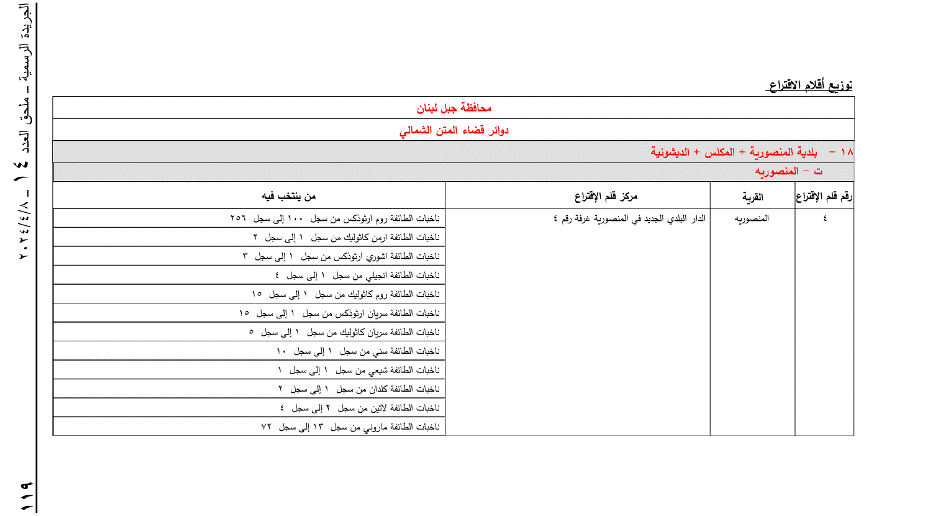 الجريدة الرسمية – ملحق العدد ١٤ – ٢٠٢٤/٤/٨
توزيع أقلام الاقتراع
محافظة جبل لبنان
دوائر قضاء المتن الشمالي
١٨ – بلدية المنصورية + المكلس + الديشونية
ت – المنصوريه
رقم قلم الإقتراع القرية مركز قلم الإقتراع من ينتخب فيه
٤ المنصوريه الدار البلدي الجديد في المنصورية غرفة رقم ٤ ناخبات الطائفة روم ارثوذكس من سجل ١٠٠ إلى سجل ٢٥٦
ناخبات الطائفة ارمن كاثوليك من سجل ١ إلى سجل ٢
ناخبات الطائفة اشوري ارثوذكس من سجل ١ إلى سجل ٣
ناخبات الطائفة انجيلي من سجل ١ إلى سجل ٤
ناخبات الطائفة روم كاثوليك من سجل ١ إلى سجل ١٥
ناخبات الطائفة سريان ارثوذكس من سجل ١ إلى سجل ١٥
ناخبات الطائفة سريان كاثوليك من سجل ١ إلى سجل ٥
ناخبات الطائفة سني من سجل ١ إلى سجل ١٠
ناخبات الطائفة شيعي من سجل ١ إلى سجل ١
ناخبات الطائفة كلدان من سجل ١ إلى سجل ٢
ناخبات الطائفة لاتين من سجل ٢ إلى سجل ٤
ناخبات الطائفة ماروني من سجل ١٣ إلى سجل ٧٢
١١٩